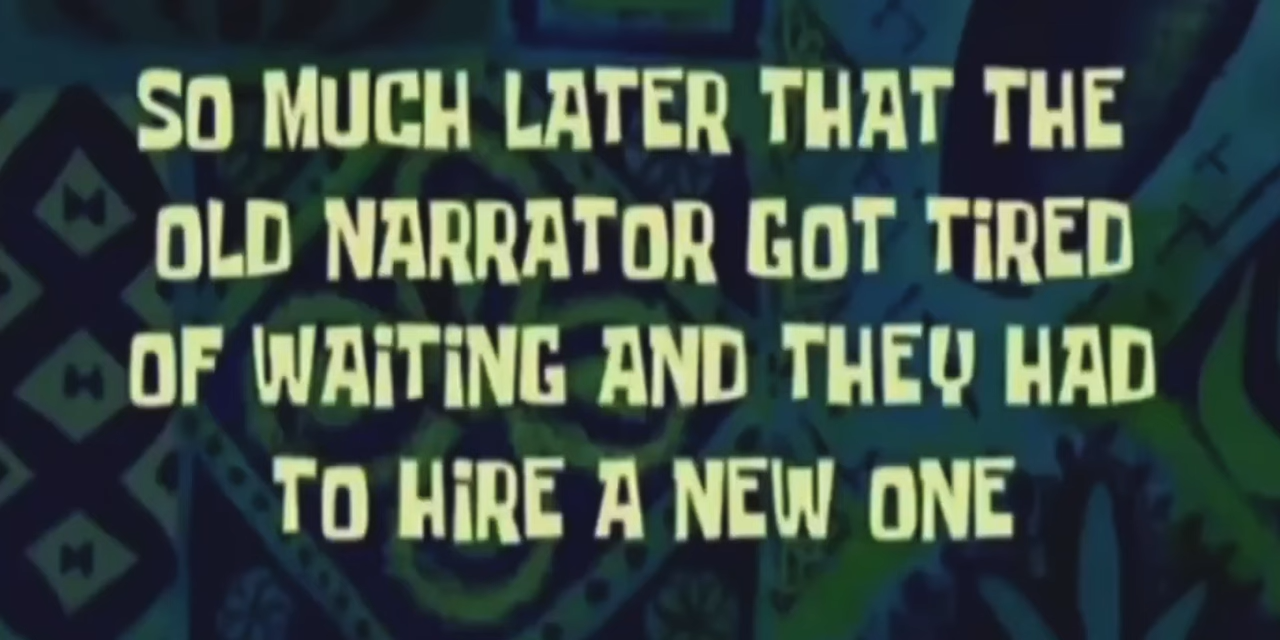 SO MUCH LATER THAT THE
OLD NARRATOR GOT TiRED
OF WAiTiNG AND THEY HAD
TO HiRE A NEW ONE